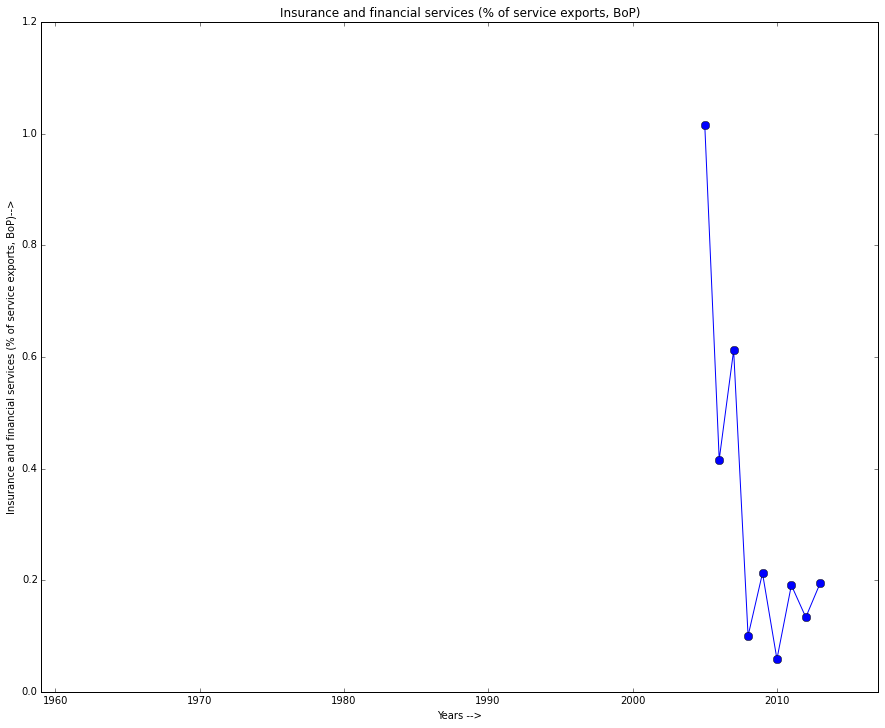 Insurance and financial services (% of service exports, BoP)
1.2
1.0
0.8
0.6
0.4
0.2
0.0
Insurance and financial services (% of service exports, BoP)-->
1960 1970 1980 1990 2000 2010
Years -->